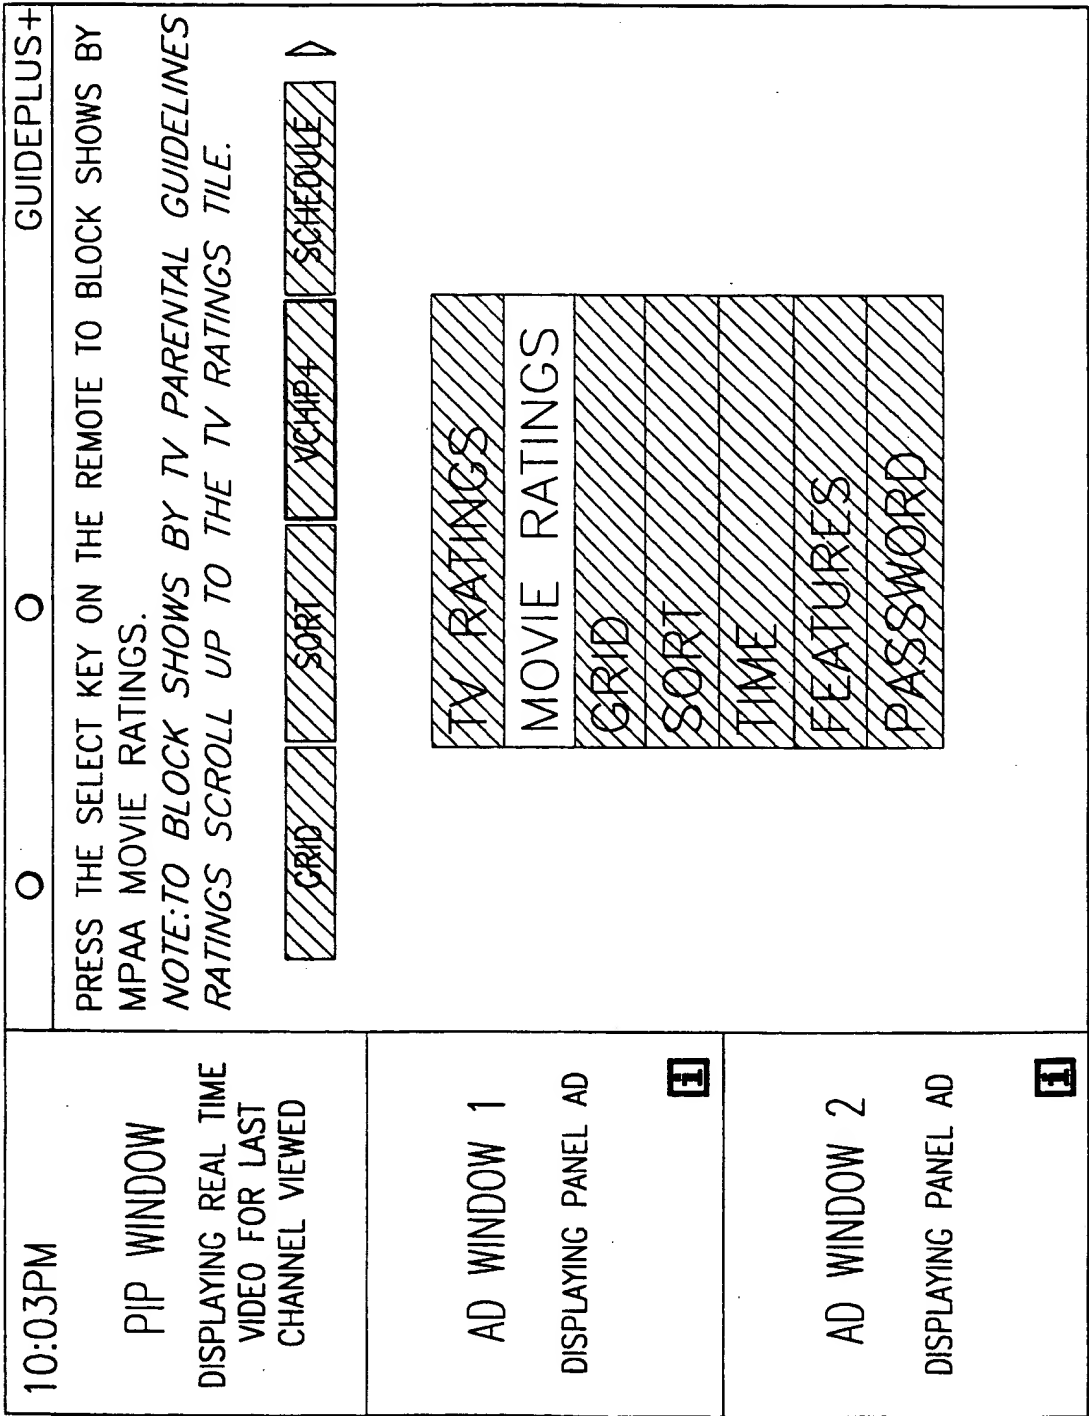 10:03PM
GUIDEPLUS+
PIP WINDOW
DISPLAYING REAL TIME
VIDEO FOR LAST
CHANNEL VIEWED
AD WINDOW 1
DISPLAYING PANEL AD
i
AD WINDOW 2
DISPLAYING PANEL AD
i
PRESS THE SELECT KEY ON THE REMOTE TO BLOCK SHOWS BY
MPAA MOVIE RATINGS.
NOTE:TO BLOCK SHOWS BY TV PARENTAL GUIDELINES
RATINGS SCROLL UP TO THE TV RATINGS TILE.
GRID SORT VCHIP+ SCHEDULE
TV RATINGS
MOVIE RATINGS
GRID
SORT
TIME
FEATURES
PASSWORD